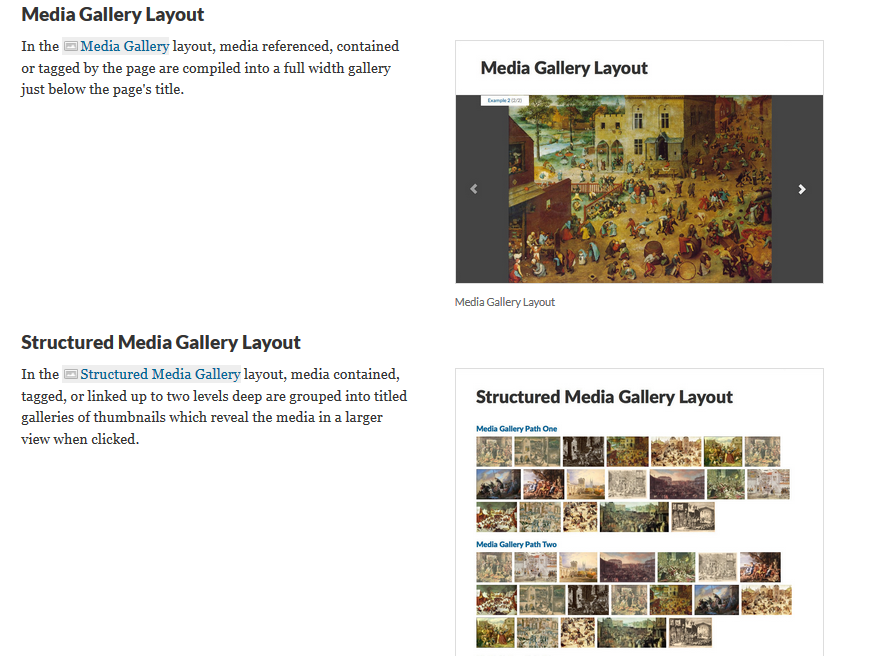 Media Gallery Layout
In the Media Gallery layout, media referenced, contained
or tagged by the page are compiled into a full width gallery
just below the page's title.
Media Gallery Layout
Example 2 (2/2)
Media Gallery Layout
Structured Media Gallery Layout
In the Structured Media Gallery layout, media contained,
tagged, or linked up to two levels deep are grouped into titled
galleries of thumbnails which reveal the media in a larger
view when clicked.
Structured Media Gallery Layout
Media Gallery Path One
Media Gallery Path Two